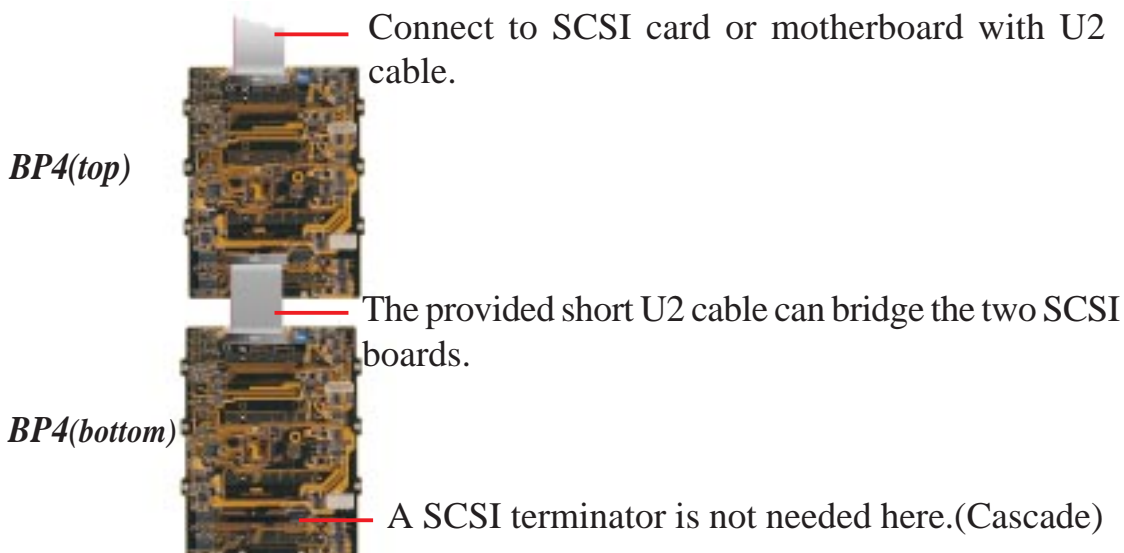 Connect to SCSI card or motherboard with U2
cable.
BP4(top)
The provided short U2 cable can bridge the two SCSI
boards.
BP4(bottom)
A SCSI terminator is not needed here.(Cascade)